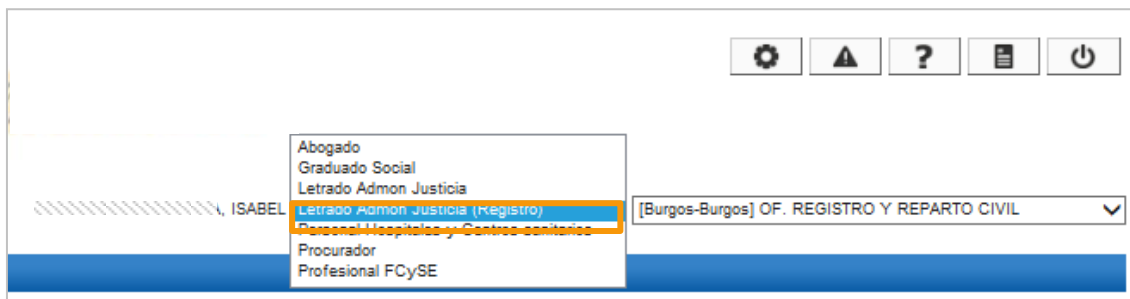 ?
Abogado
Graduado Social
Letrado Admon Justicia
, ISABEL Letrado Admon Justicia (Registro) [Burgos-Burgos] OF. REGISTRO Y REPARTO CIVIL
Personal Hospitales y Centros sanitarios
Procurador
Profesional FCySE